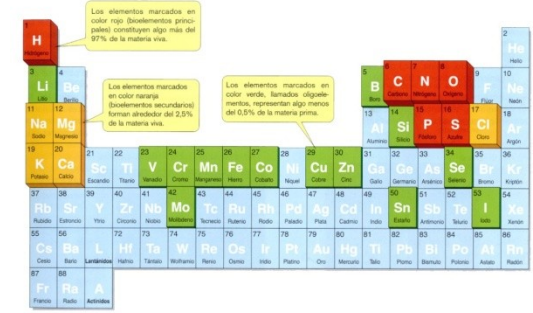 Los elementos marcados en
color rojo (bioelementos princi-
pales) constituyen algo más del
97% de la materia viva.
Los elementos marcados
en color naranja
(bioelementos secundarios)
forman alrededor del 2,5%
de la materia viva.
Los elementos marcados en
color verde, llamados oligoele-
mentos, representan algo menos
del 0,5% de la materia prima.
1 2
H He
Hidrógeno Helio
3 4 5 6 7 8 9 10
Li Be B C N O F Ne
Litio Berilio Boro Carbono Nitrógeno Oxígeno Flúor Neón
11 12 13 14 15 16 17 18
Na Mg Al Si P S Cl Ar
Sodio Magnesio Aluminio Silicio Fósforo Azufre Cloro Argón
19 20 21 22 23 24 25 26 27 28 29 30 31 32 33 34 35 36
K Ca Sc Ti V Cr Mn Fe Co Ni Cu Zn Ga Ge As Se Br Kr
Potasio Calcio Escandio Titanio Vanadio Cromo Manganeso Hierro Cobalto Níquel Cobre Cinc Galio Germanio Arsénico Selenio Bromo Kriptón
37 38 39 40 41 42 43 44 45 46 47 48 49 50 51 52 53 54
Rb Sr Y Zr Nb Mo Tc Ru Rh Pd Ag Cd In Sn Sb Te I Xe
Rubidio Estroncio Ytrio Zirconio Niobio Molibdeno Tecnecio Rutenio Rodio Paladio Plata Cadmio Indio Estaño Antimonio Teluro Iodo Xenón
55 56 57 72 73 74 75 76 77 78 79 80 81 82 83 84 85 86
Cs Ba L Hf Ta W Re Os Ir Pt Au Hg Tl Pb Bi Po At Rn
Cesio Bario Lantánidos Hafnio Tántalo Wolframio Renio Osmio Iridio Platino Oro Mercurio Talio Plomo Bismuto Polonio Astato Radón
87 88
Fr Ra A
Francio Radio Actínidos